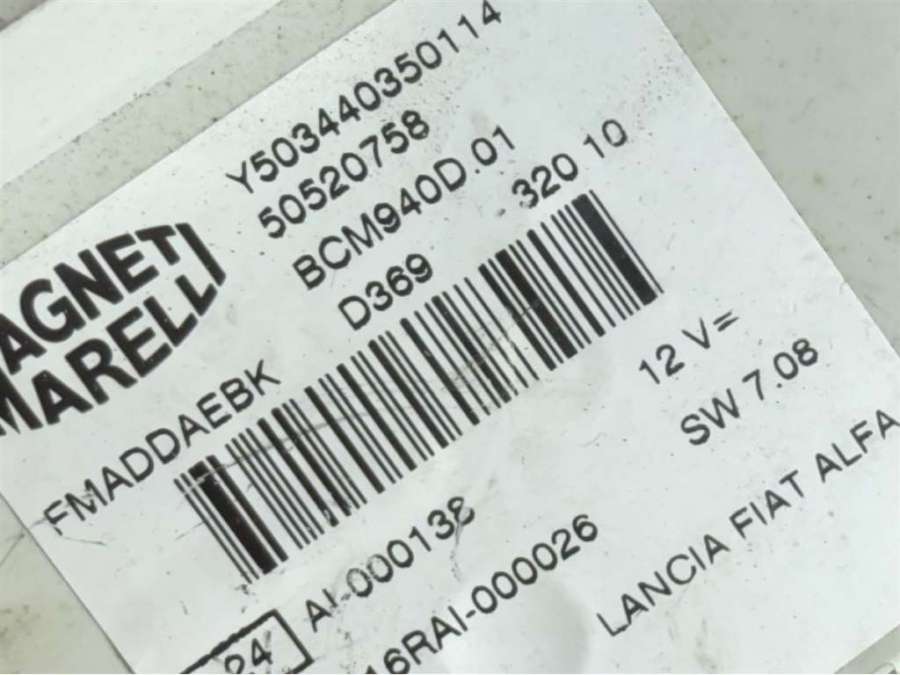 Y503440350114
50520758
BCM940D.01
D369 320 10
MAGNETI
MARELLI
FMADDAEBK
12 V=
SW 7.08
24 AI-000138
16RAI-000026
LANCIA FIAT ALFA